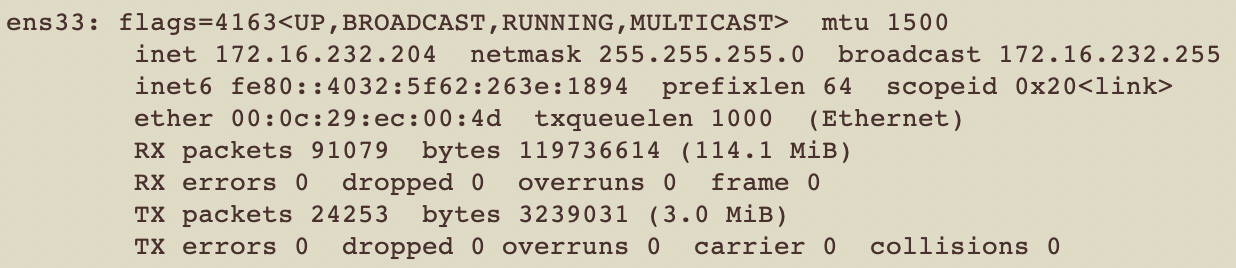 ens33: flags=4163<UP,BROADCAST,RUNNING,MULTICAST>  mtu 1500
        inet 172.16.232.204  netmask 255.255.255.0  broadcast 172.16.232.255
        inet6 fe80::4032:5f62:263e:1894  prefixlen 64  scopeid 0x20<link>
        ether 00:0c:29:ec:00:4d  txqueuelen 1000  (Ethernet)
        RX packets 91079  bytes 119736614 (114.1 MiB)
        RX errors 0  dropped 0  overruns 0  frame 0
        TX packets 24253  bytes 3239031 (3.0 MiB)
        TX errors 0  dropped 0 overruns 0  carrier 0  collisions 0